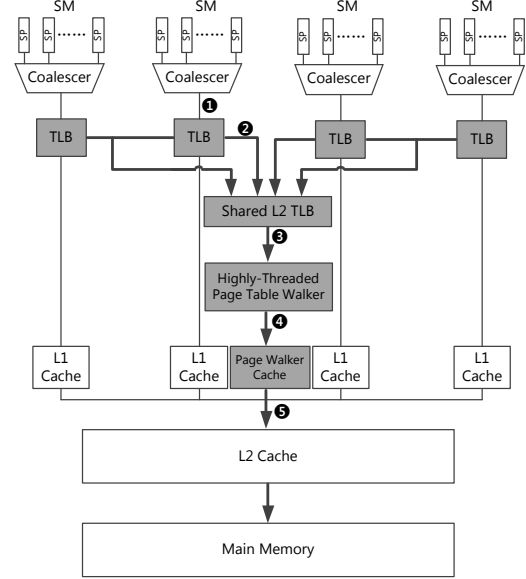 SM SM SM SM
SP SP ...... SP SP SP ...... SP SP SP ...... SP SP SP ...... SP
Coalescer Coalescer Coalescer Coalescer
❶
TLB TLB ❷ TLB TLB
Shared L2 TLB
❸
Highly-Threaded
Page Table Walker
❹
L1 L1 Page Walker L1 L1
Cache Cache Cache Cache Cache
❺
L2 Cache
Main Memory